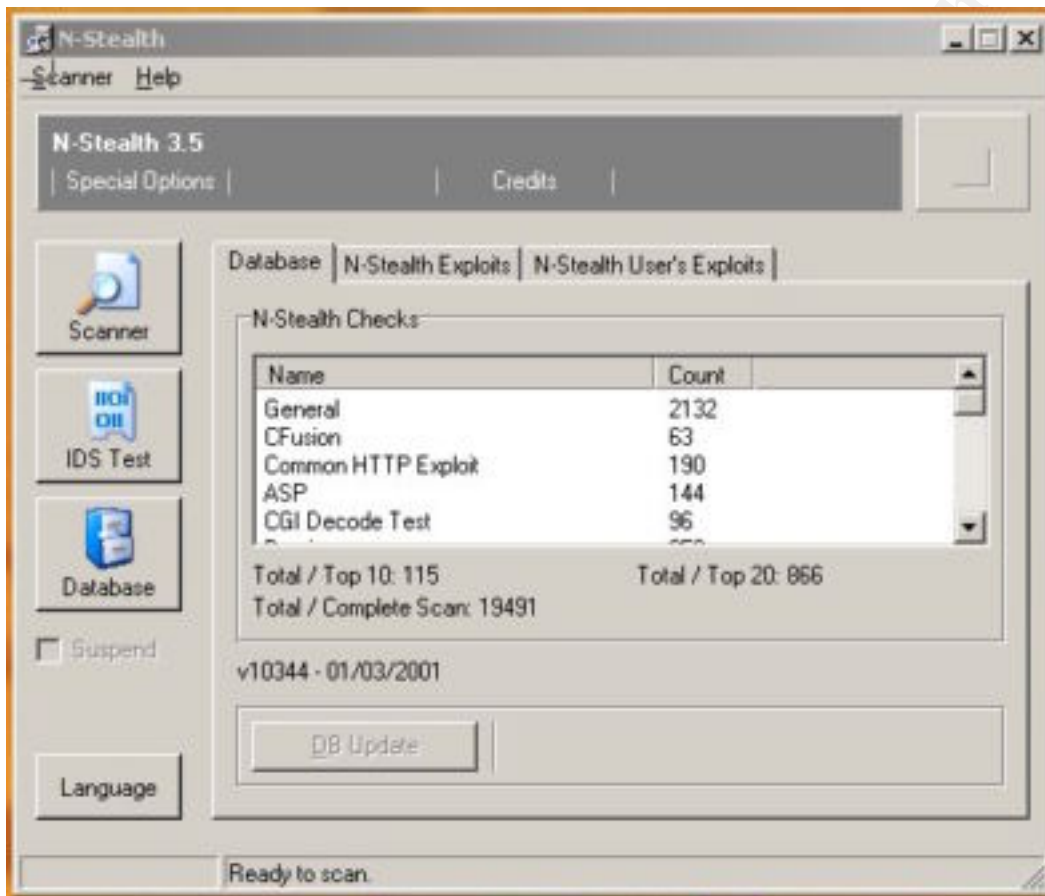 N-Stealth
Scanner Help
N-Stealth 3.5
| Special Options | | Credits |
Scanner
IDS Test
Database
Suspend
Language
Database N-Stealth Exploits N-Stealth User's Exploits
N-Stealth Checks
Name Count
General 2132
CFusion 63
Common HTTP Exploit 190
ASP 144
CGI Decode Test 96
Total / Top 10: 115 Total / Top 20: 866
Total / Complete Scan: 19491
v10344 - 01/03/2001
DB Update
Ready to scan.